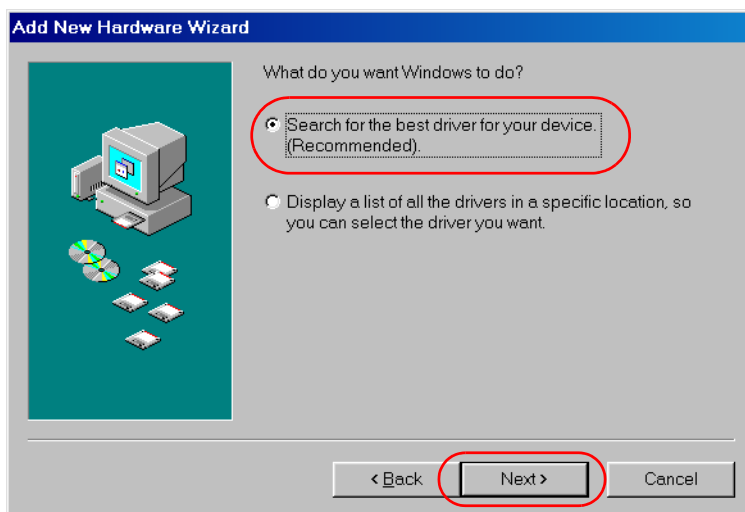 Add New Hardware Wizard
What do you want Windows to do?
Search for the best driver for your device.
(Recommended).
Display a list of all the drivers in a specific location, so
you can select the driver you want.
< Back
Next >
Cancel